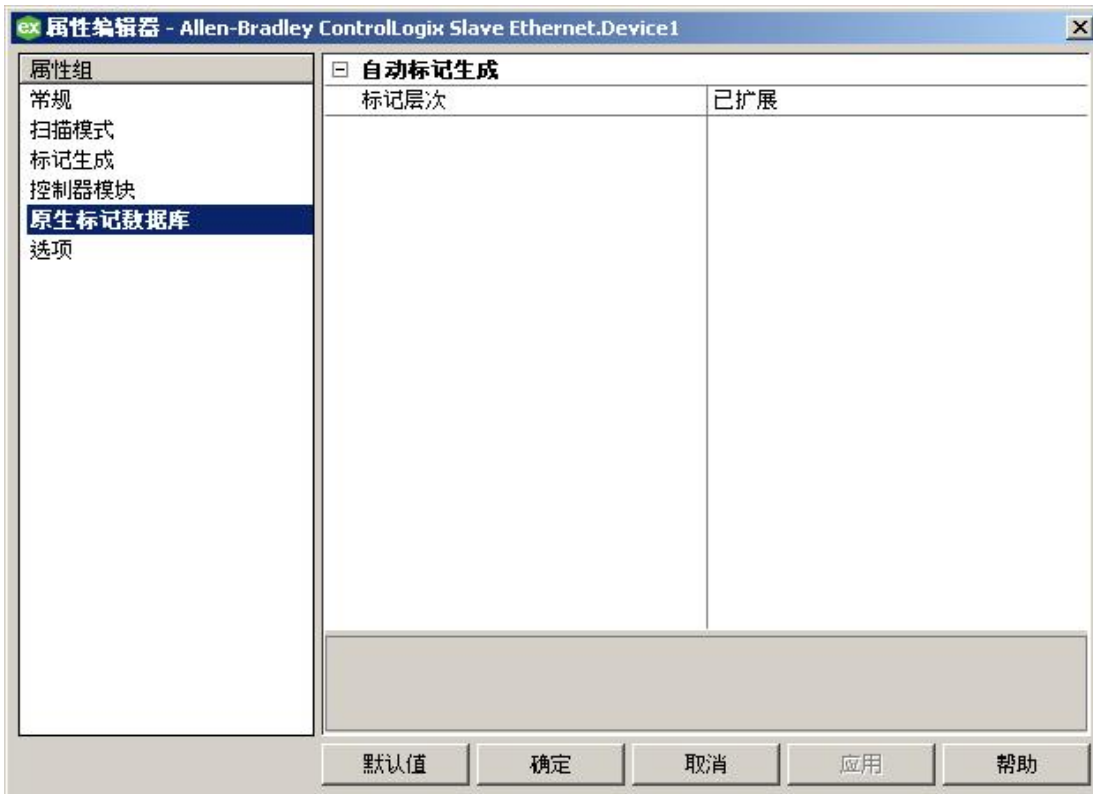 ex 属性编辑器 - Allen-Bradley ControlLogix Slave Ethernet.Device1
属性组
常规
扫描模式
标记生成
控制器模块
原生标记数据库
选项
自动标记生成
标记层次 已扩展
默认值 确定 取消 应用 帮助